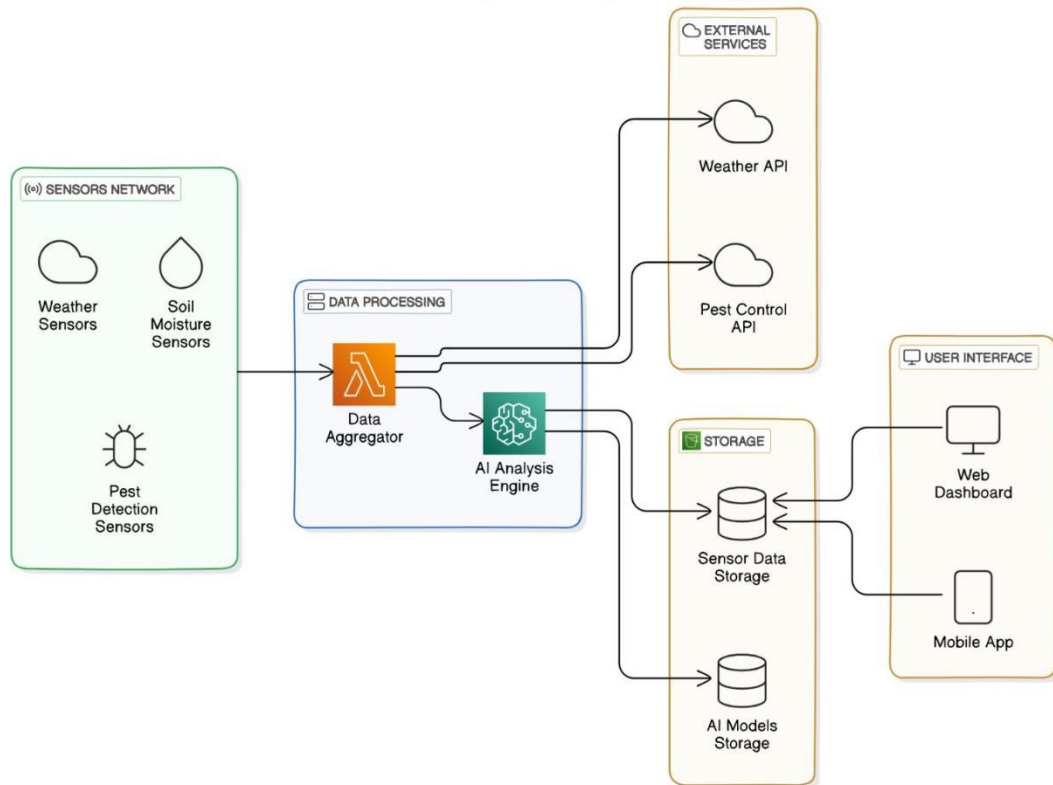 EXTERNAL
SERVICES
Weather API
Pest Control
API
SENSORS NETWORK
Weather
Sensors
Soil
Moisture
Sensors
Pest
Detection
Sensors
DATA PROCESSING
Data
Aggregator
AI Analysis
Engine
STORAGE
Sensor Data
Storage
AI Models
Storage
USER INTERFACE
Web
Dashboard
Mobile App